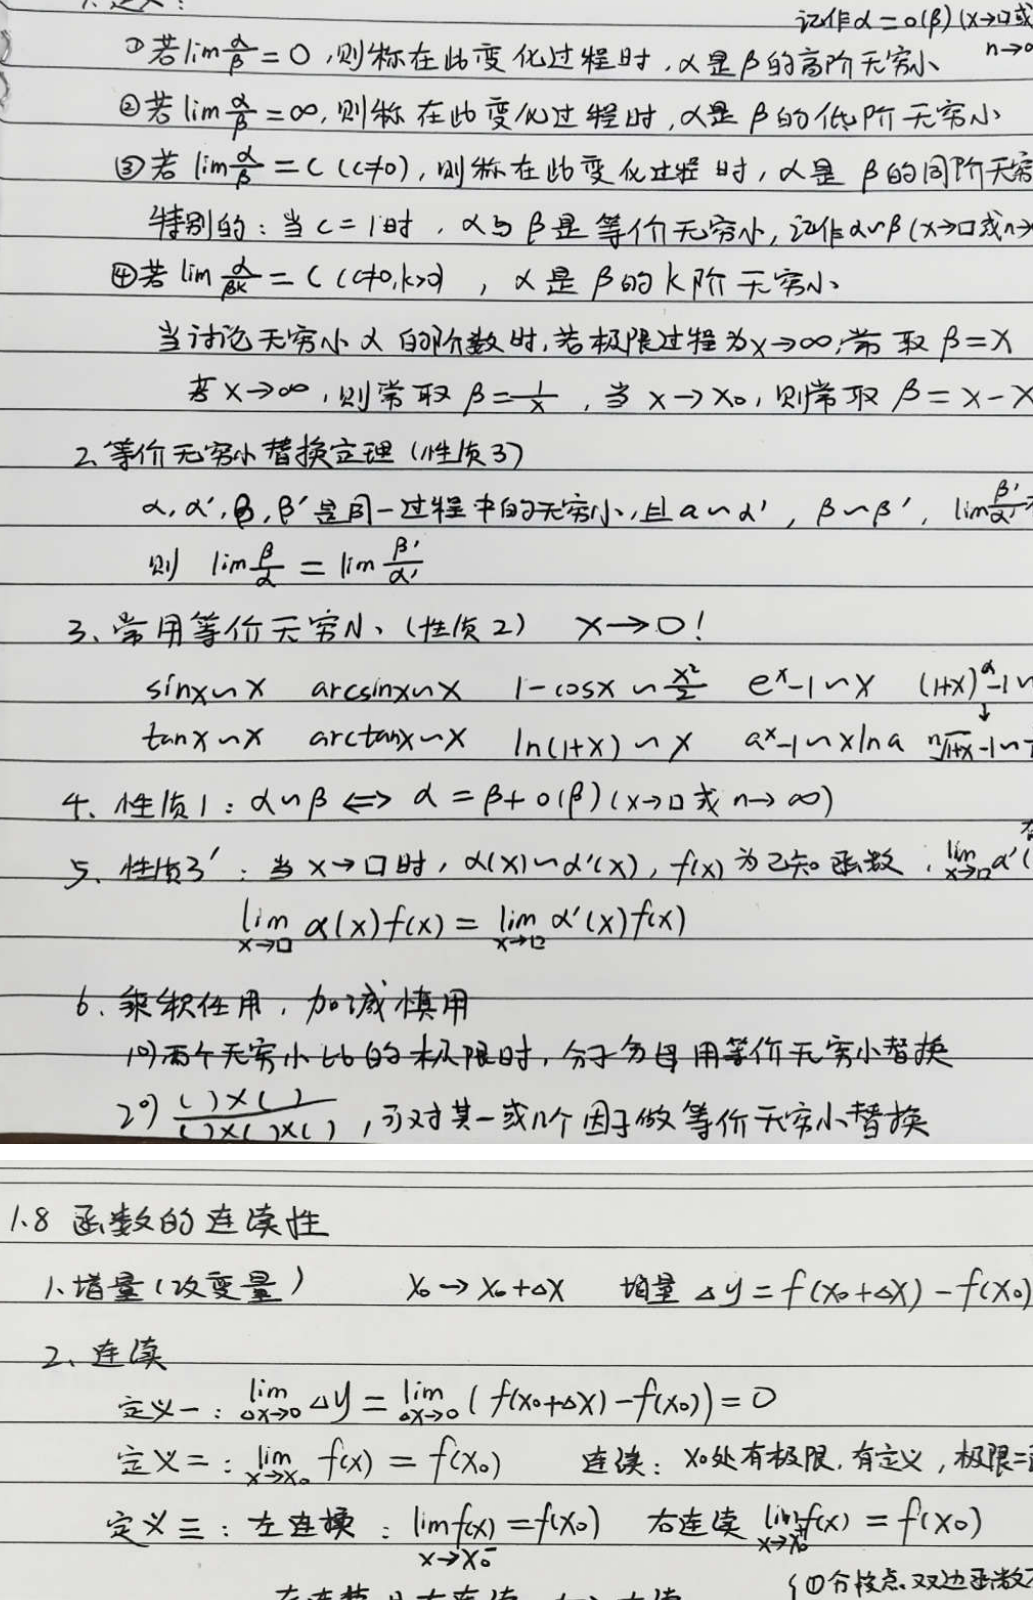 记作α=o(β)(x→□或
n→∞
①若lim α/β=0,则称在此变化过程时,α是β的高阶无穷小
②若lim α/β=∞,则称在此变化过程时,α是β的低阶无穷小
③若lim α/β=C(C≠0),则称在此变化过程时,α是β的同阶无穷
特别的:当C=1时,α与β是等价无穷小,记作α~β(x→□或n→
④若lim α/βk=C(C≠0,k>0),α是β的k阶无穷小
当讨论无穷小α的阶数时,若极限过程为x→∞,常取β=x
若x→∞,则常取β=1/x,当x→x₀,则常取β=x-x
2、等价无穷小替换定理(性质3)
α,α′,β,β′是同一过程中的无穷小,且a~α′,β~β′,lim β′/α′
则 lim β/α = lim β′/α′
3、常用等价无穷小(性质2) x→0!
sinx~x arcsinx~x 1-cosx~x²/2 eˣ-1~x (1+x)^α-1~
↓
tanx~x arctanx~x ln(1+x)~x aˣ-1~xlna ⁿ√1+x-1~
4、性质1:α~β⟺α=β+o(β)(x→□或n→∞)
5、性质3′:当x→□时,α(x)~α′(x),f(x)为已知函数,lim x→□ α′(
lim x→□ α(x)f(x)=lim x→□ α′(x)f(x)
6、乘积任用,加减慎用
1º)两个无穷小比的极限时,分子分母用等价无穷小替换
2º) ( )×( )/( )×( )×( ),可对其一或几个因子做等价无穷小替换
1.8 函数的连续性
1、增量(改变量) x₀→x₀+Δx 增量 Δy=f(x₀+Δx)-f(x₀)
2、连续
定义一:lim Δx→0 Δy=lim Δx→0 (f(x₀+Δx)-f(x₀))=0
定义二:lim x→x₀ f(x)=f(x₀) 连续:x₀处有极限,有定义,极限=
定义三:左连续:lim x→x₀⁻ f(x)=f(x₀) 右连续 lim x→x₀⁺ f(x)=f(x₀)
{①分段点、双边函数